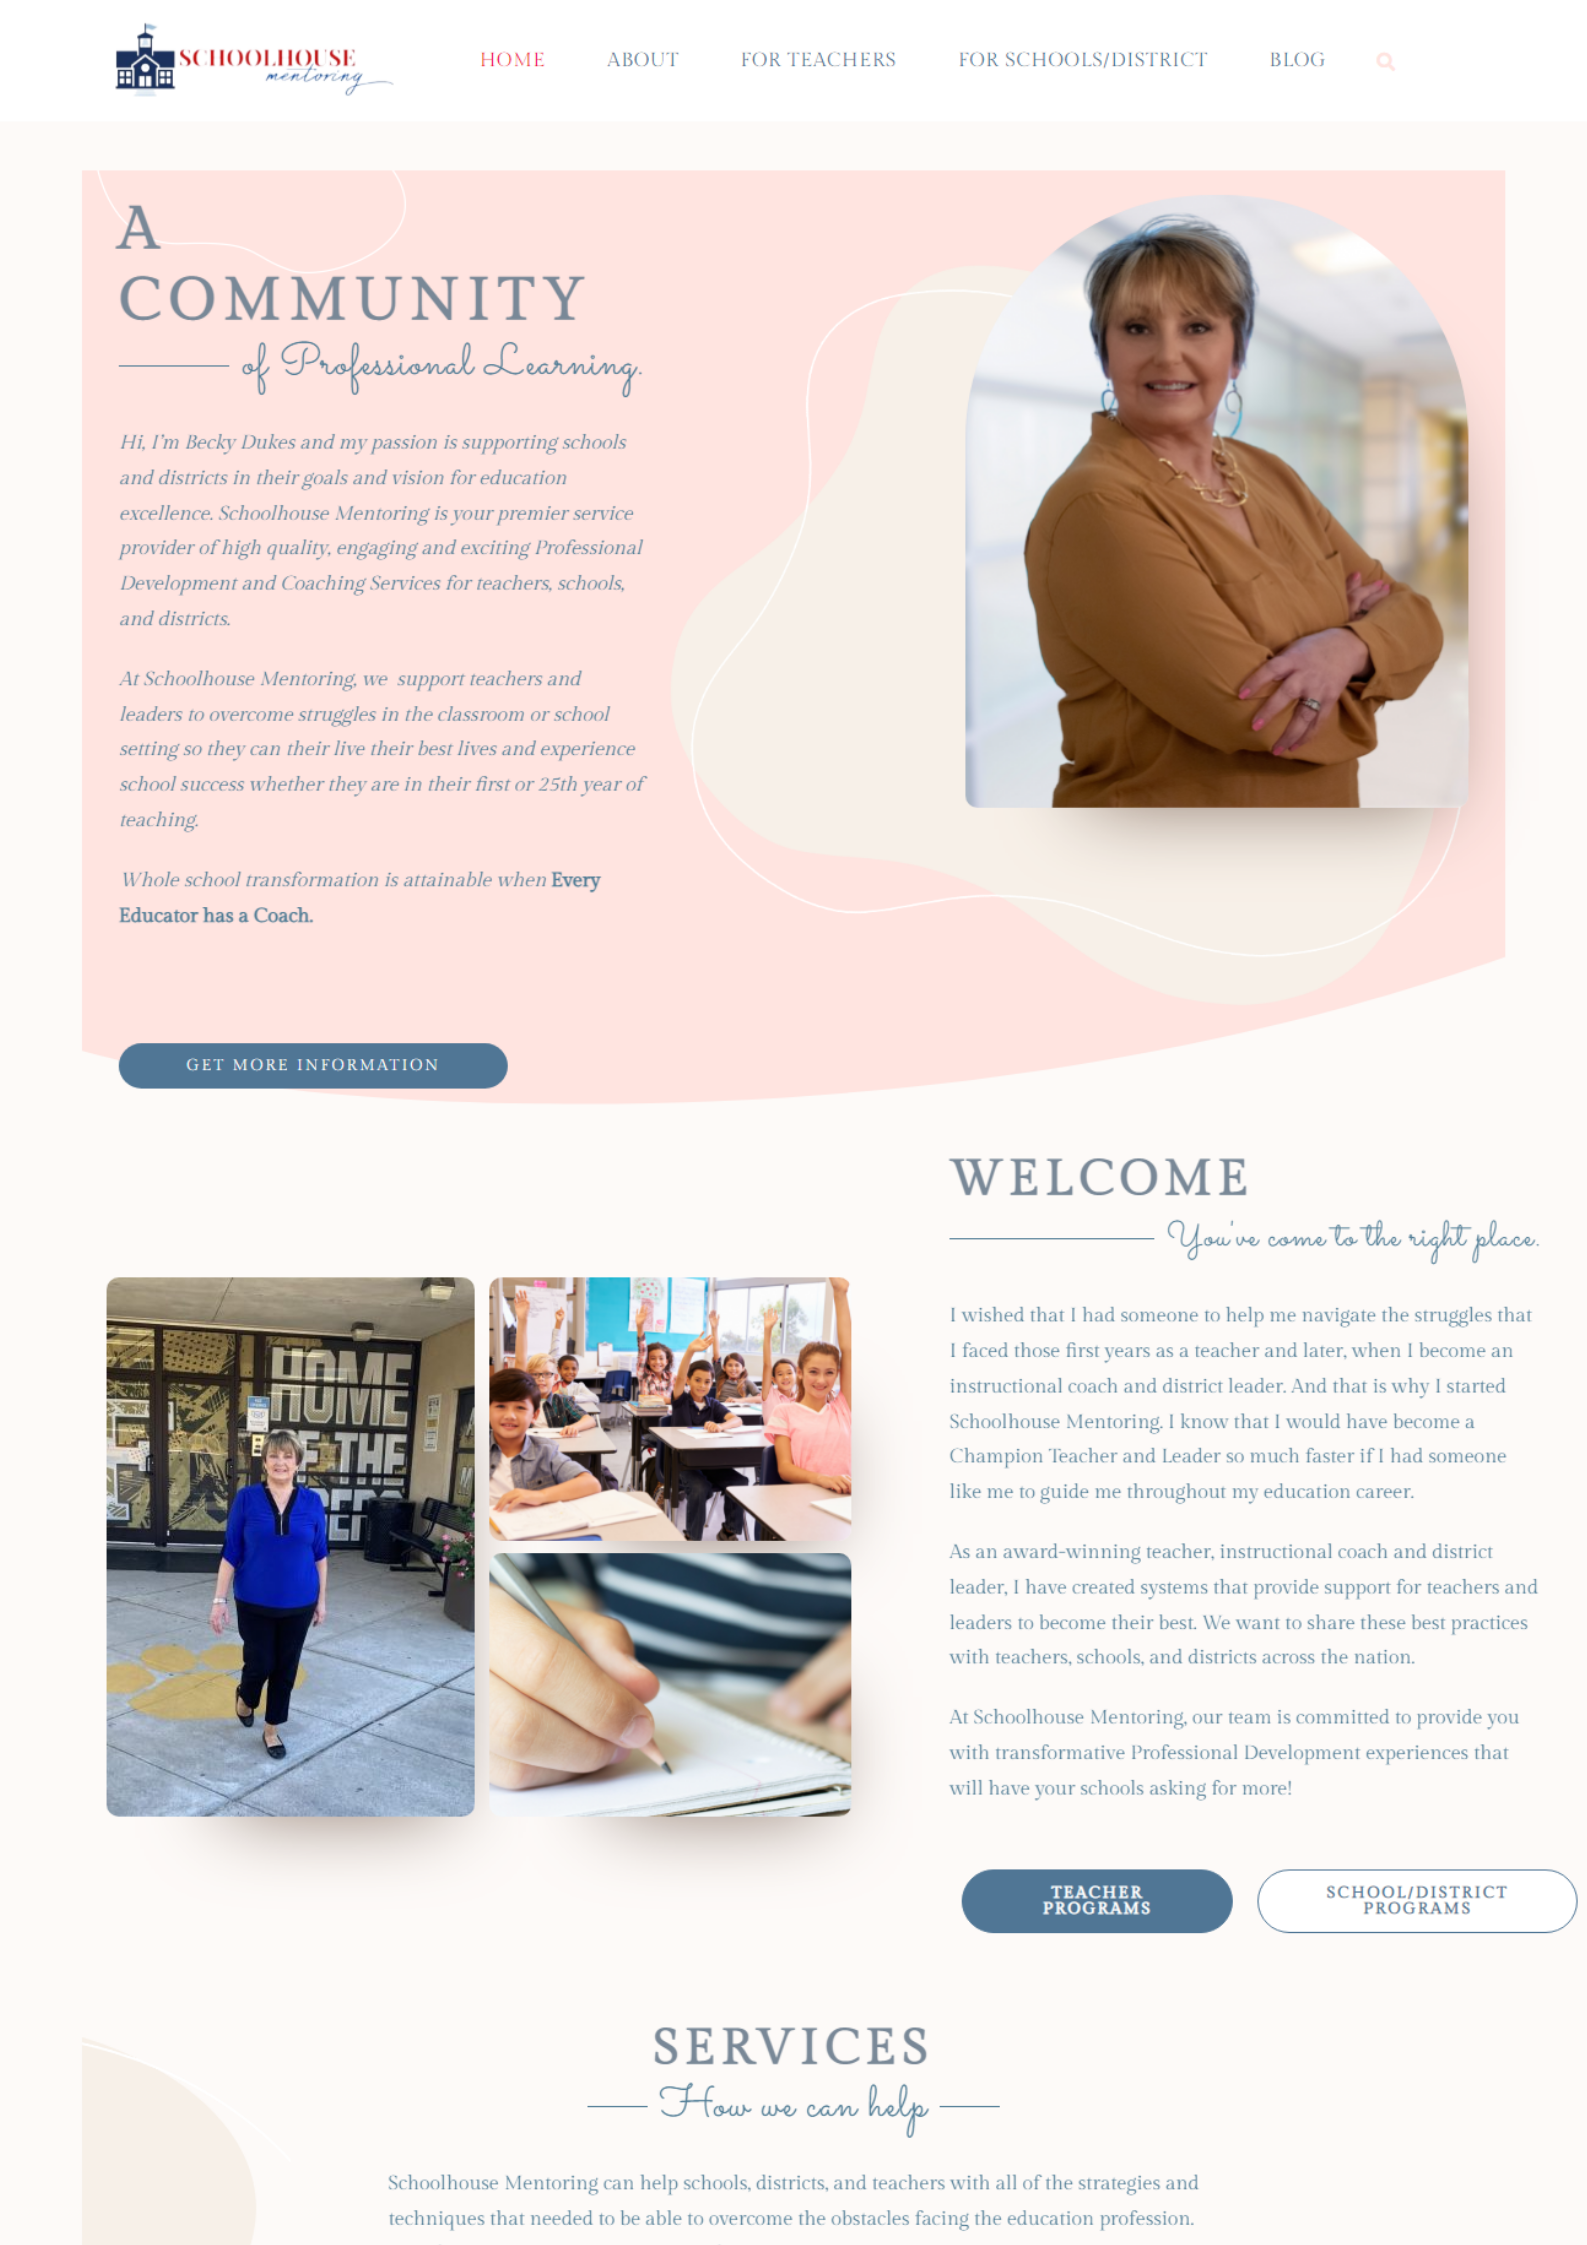 SCHOOLHOUSE
mentoring
HOME
ABOUT
FOR TEACHERS
FOR SCHOOLS/DISTRICT
BLOG
A
COMMUNITY
of Professional Learning.
Hi, I'm Becky Dukes and my passion is supporting schools
and districts in their goals and vision for education
excellence. Schoolhouse Mentoring is your premier service
provider of high quality, engaging and exciting Professional
Development and Coaching Services for teachers, schools,
and districts.
At Schoolhouse Mentoring, we support teachers and
leaders to overcome struggles in the classroom or school
setting so they can their live their best lives and experience
school success whether they are in their first or 25th year of
teaching.
Whole school transformation is attainable when Every
Educator has a Coach.
GET MORE INFORMATION
WELCOME
You've come to the right place.
HOME
THE
I wished that I had someone to help me navigate the struggles that
I faced those first years as a teacher and later, when I become an
instructional coach and district leader. And that is why I started
Schoolhouse Mentoring. I know that I would have become a
Champion Teacher and Leader so much faster if I had someone
like me to guide me throughout my education career.
As an award-winning teacher, instructional coach and district
leader, I have created systems that provide support for teachers and
leaders to become their best. We want to share these best practices
with teachers, schools, and districts across the nation.
At Schoolhouse Mentoring, our team is committed to provide you
with transformative Professional Development experiences that
will have your schools asking for more!
TEACHER
PROGRAMS
SCHOOL/DISTRICT
PROGRAMS
SERVICES
How we can help
Schoolhouse Mentoring can help schools, districts, and teachers with all of the strategies and
techniques that needed to be able to overcome the obstacles facing the education profession.